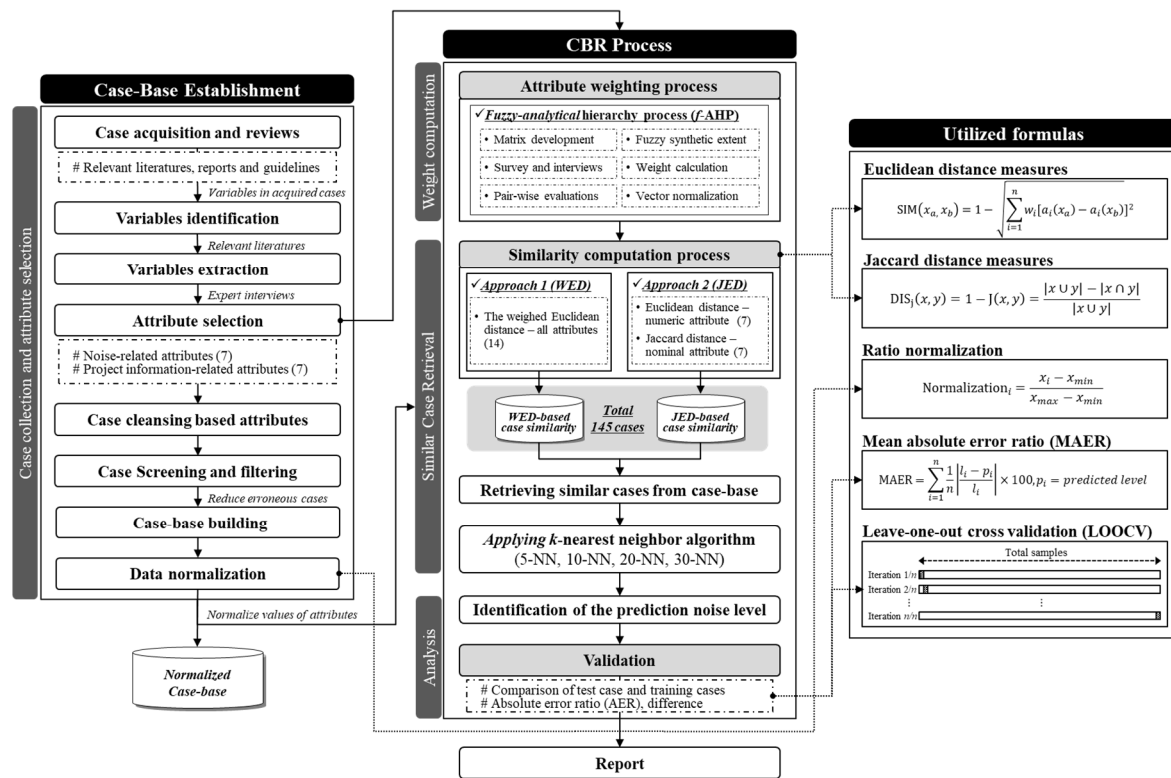 Case-Base Establishment
Case collection and attribute selection
Case acquisition and reviews
# Relevant literatures, reports and guidelines
Variables in acquired cases
Variables identification
Relevant literatures
Variables extraction
Expert interviews
Attribute selection
# Noise-related attributes (7)
# Project information-related attributes (7)
Case cleansing based attributes
Case Screening and filtering
Reduce erroneous cases
Case-base building
Data normalization
Normalize values of attributes
Normalized
Case-base
CBR Process
Weight computation
Attribute weighting process
✓ Fuzzy-analytical hierarchy process (f-AHP)
• Matrix development
• Fuzzy synthetic extent
• Survey and interviews
• Weight calculation
• Pair-wise evaluations
• Vector normalization
Similar Case Retrieval
Similarity computation process
✓ Approach 1 (WED)
• The weighed Euclidean
distance – all attributes
(14)
✓ Approach 2 (JED)
• Euclidean distance –
numeric attribute (7)
• Jaccard distance –
nominal attribute (7)
WED-based
case similarity
Total
145 cases
JED-based
case similarity
Retrieving similar cases from case-base
Applying k-nearest neighbor algorithm
(5-NN, 10-NN, 20-NN, 30-NN)
Analysis
Identification of the prediction noise level
Validation
# Comparison of test case and training cases
# Absolute error ratio (AER), difference
Report
Utilized formulas
Euclidean distance measures
SIM(x_a, x_b) = 1 − √(∑_{i=1}^{n} w_i[a_i(x_a) − a_i(x_b)]²)
Jaccard distance measures
DIS_j(x, y) = 1 − J(x, y) = (|x ∪ y| − |x ∩ y|) / |x ∪ y|
Ratio normalization
Normalization_i = (x_i − x_min) / (x_max − x_min)
Mean absolute error ratio (MAER)
MAER = ∑_{i=1}^{n} 1/n |(l_i − p_i) / l_i| × 100, p_i = predicted level
Leave-one-out cross validation (LOOCV)
Total samples
Iteration 1/n
Iteration 2/n
⋮ ⋮
Iteration n/n